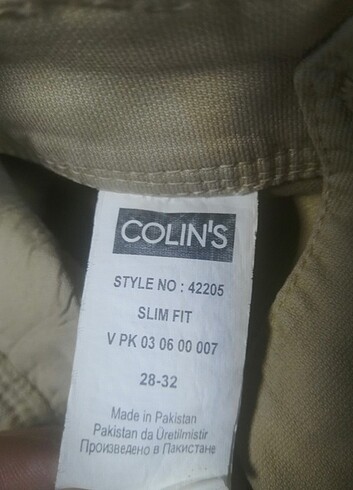 COLIN'S
STYLE NO : 42205
SLIM FIT
V PK 03 06 00 007
28-32
Made in Pakistan
Pakistan da Üretilmistir
Произведено в Пакистане